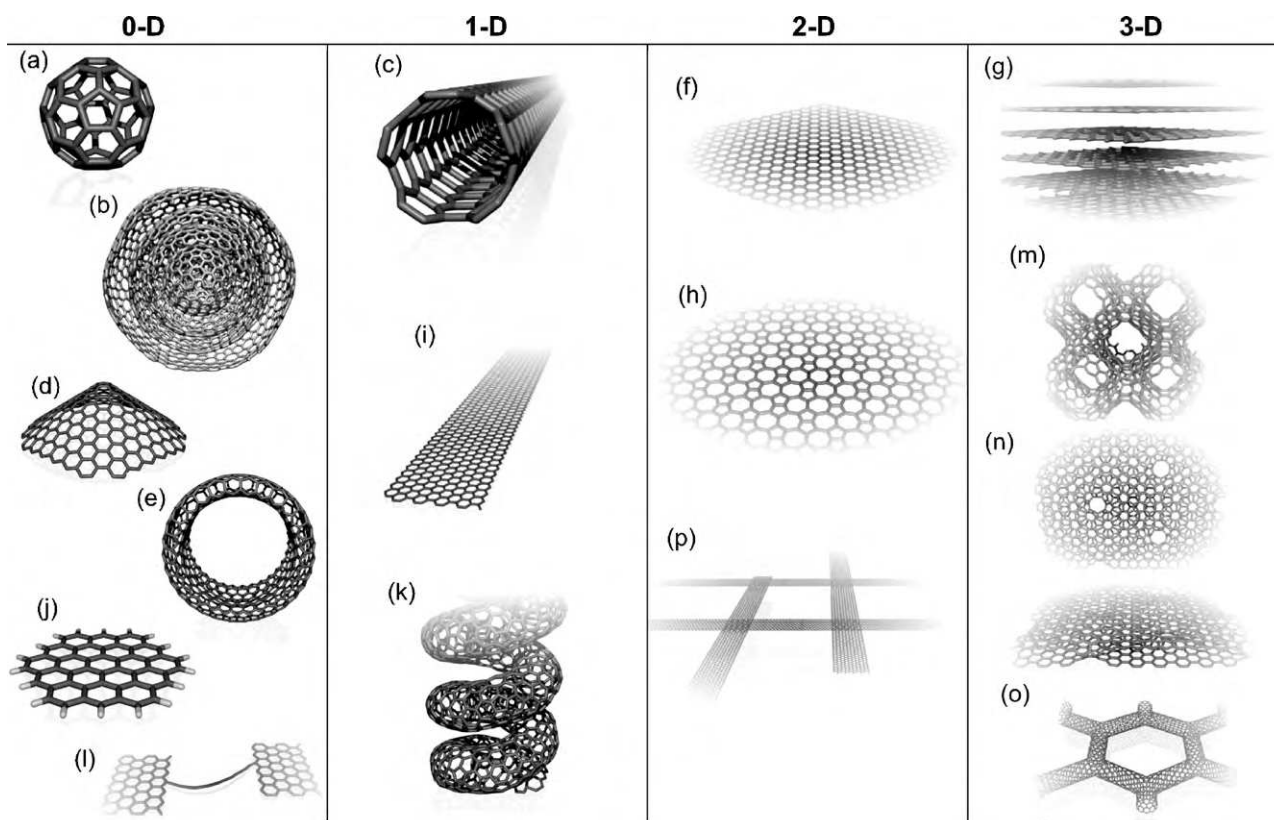 0-D 1-D 2-D 3-D
(a)
(b)
(d)
(e)
(j)
(l)
(c)
(i)
(k)
(f)
(h)
(p)
(g)
(m)
(n)
(o)